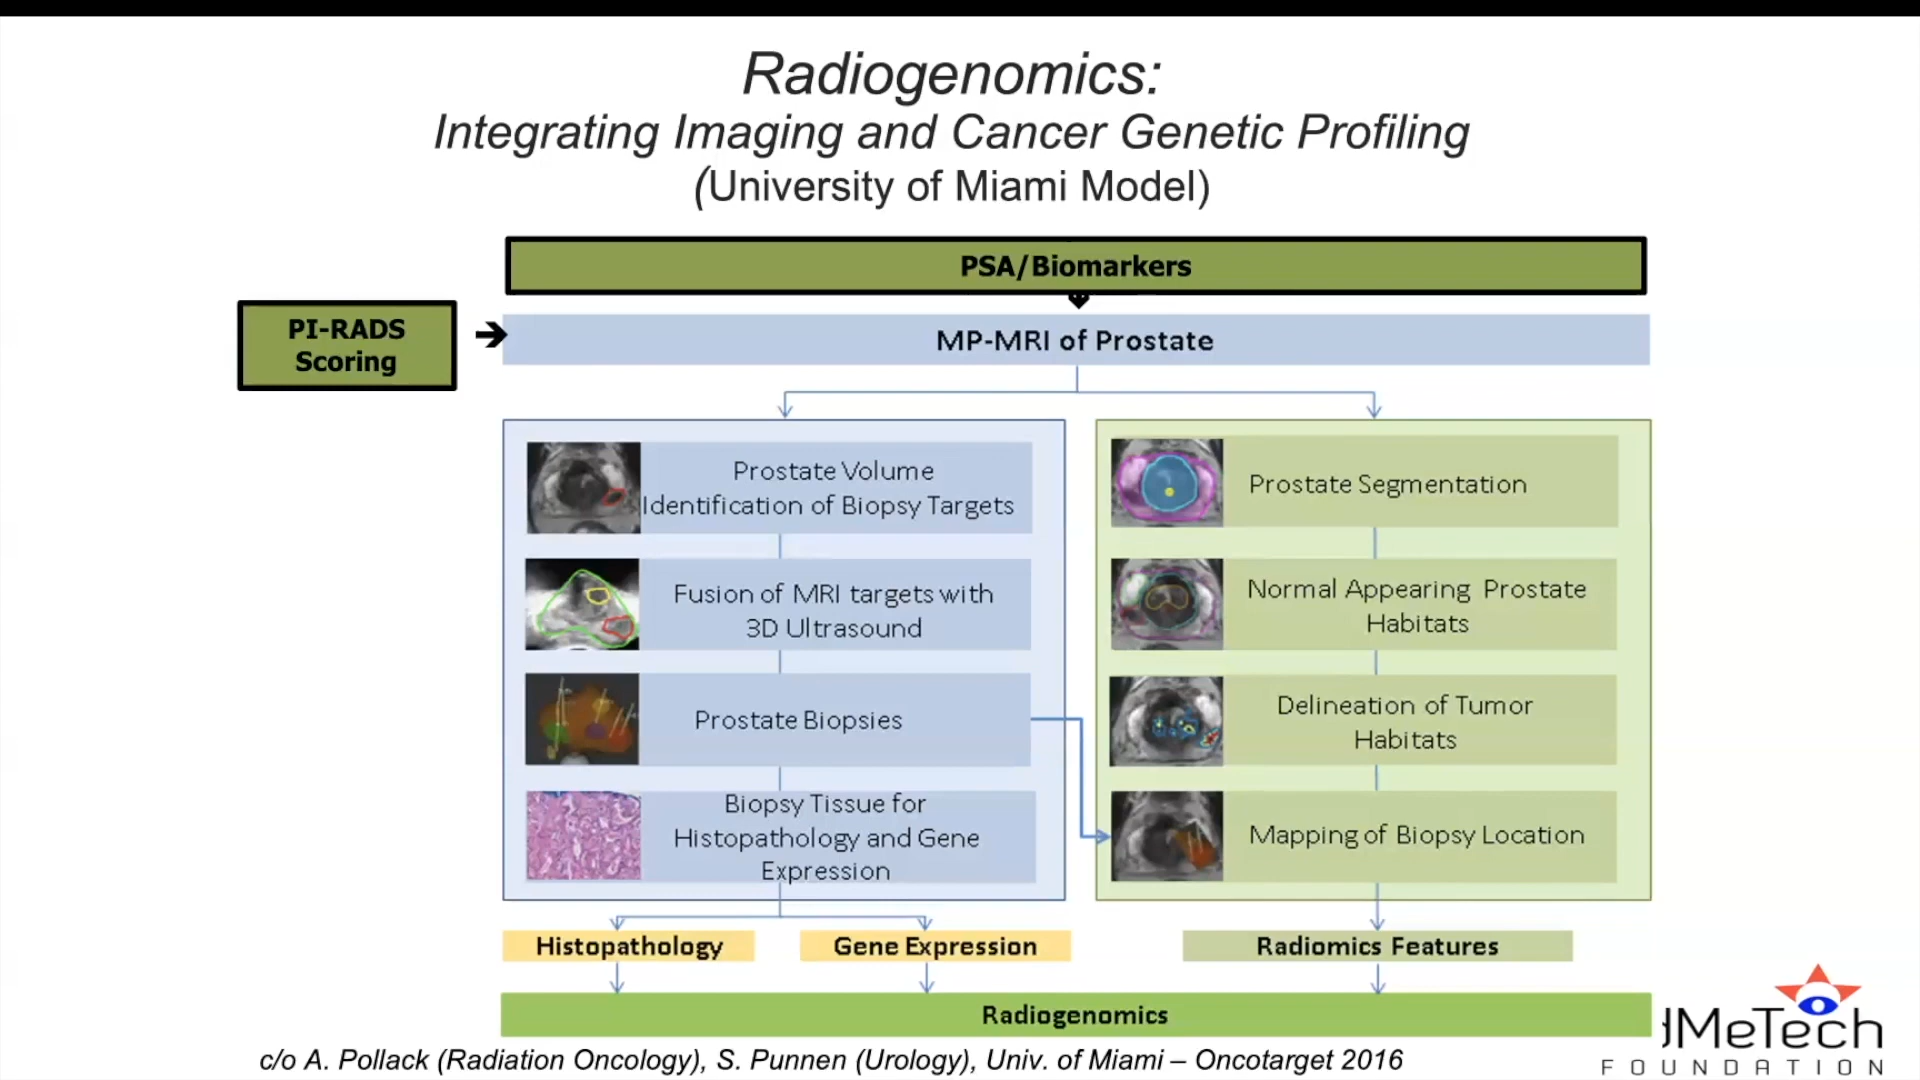 Radiogenomics:
Integrating Imaging and Cancer Genetic Profiling
(University of Miami Model)
PSA/Biomarkers
PI-RADS
Scoring
MP-MRI of Prostate
Prostate Volume
Identification of Biopsy Targets
Fusion of MRI targets with
3D Ultrasound
Prostate Biopsies
Biopsy Tissue for
Histopathology and Gene
Expression
Prostate Segmentation
Normal Appearing Prostate
Habitats
Delineation of Tumor
Habitats
Mapping of Biopsy Location
Histopathology
Gene Expression
Radiomics Features
Radiogenomics
c/o A. Pollack (Radiation Oncology), S. Punnen (Urology), Univ. of Miami – Oncotarget 2016
dMeTech
FOUNDATION